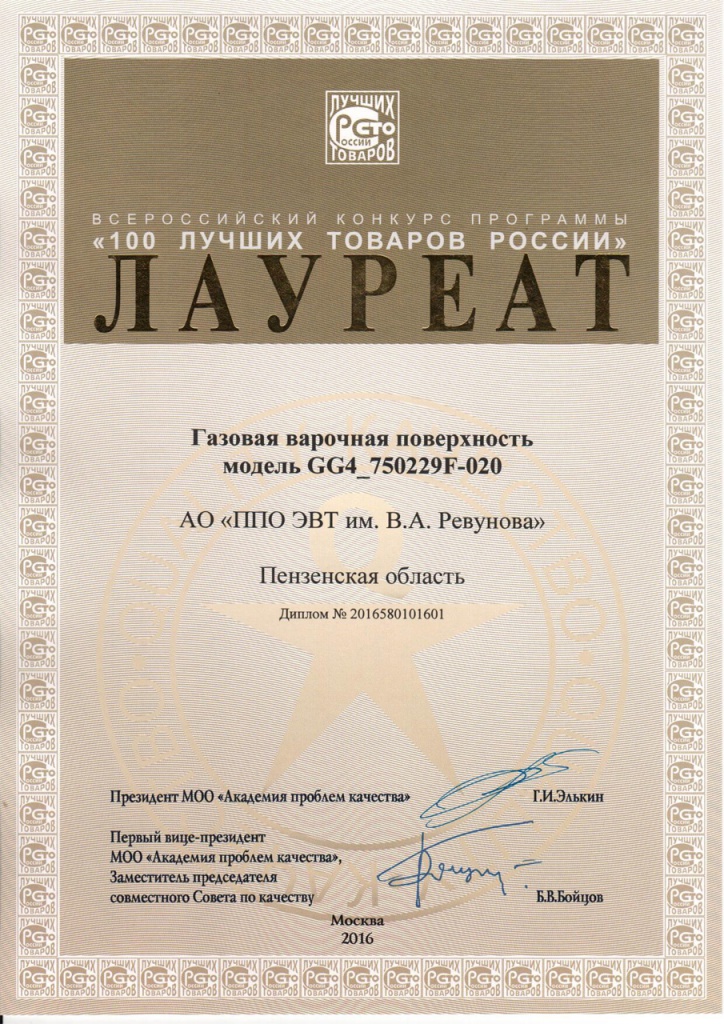 ЛУЧШИХ
PGTO
РОССИИ
ТОВАРОВ
ВСЕРОССИЙСКИЙ КОНКУРС ПРОГРАММЫ
«100 ЛУЧШИХ ТОВАРОВ РОССИИ»
ЛАУРЕАТ
Газовая варочная поверхность
модель GG4_750229F-020
АО «ППО ЭВТ им. В.А. Ревунова»
Пензенская область
Диплом № 2016580101601
Президент МОО «Академия проблем качества»
Г.И.Элькин
Первый вице-президент
МОО «Академия проблем качества»,
Заместитель председателя
совместного Совета по качеству
Б.В.Бойцов
Москва
2016